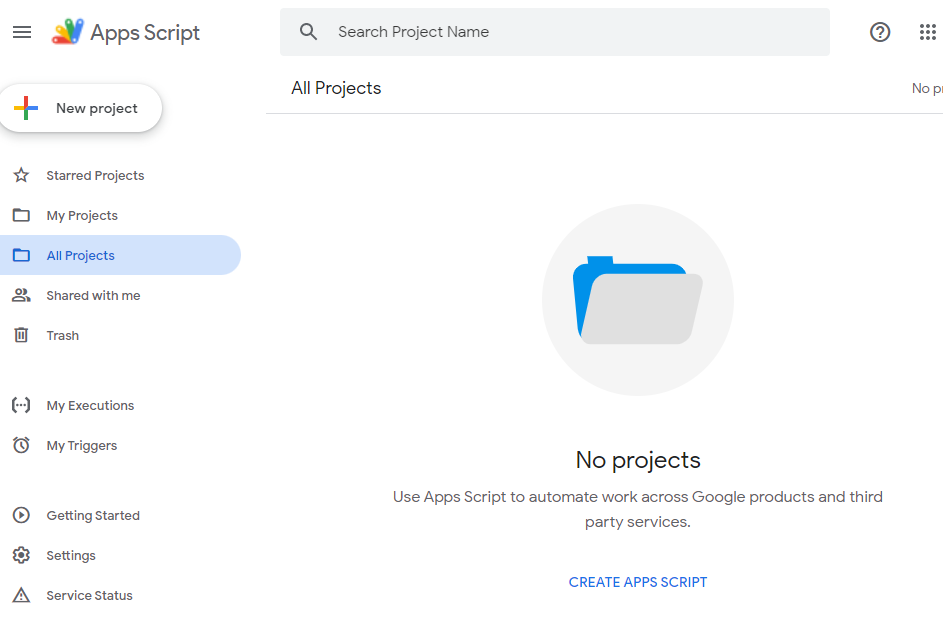 Apps Script
Search Project Name
New project
All Projects
No pr
Starred Projects
My Projects
All Projects
Shared with me
Trash
My Executions
My Triggers
Getting Started
Settings
Service Status
No projects
Use Apps Script to automate work across Google products and third
party services.
CREATE APPS SCRIPT